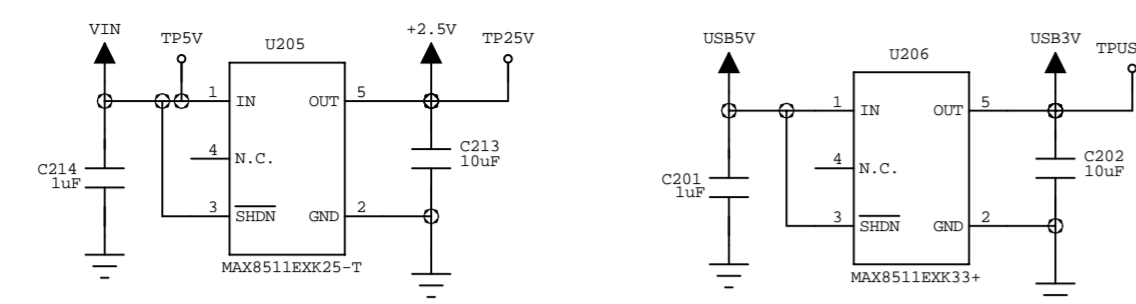 VIN
TP5V
U205
+2.5V
TP25V
1
IN
OUT
5
4
N.C.
C214
1uF
C213
10uF
3
SHDN
GND
2
MAX8511EXK25-T
USB5V
U206
USB3V
TPUS
1
IN
OUT
5
4
N.C.
C201
1uF
C202
10uF
3
SHDN
GND
2
MAX8511EXK33+